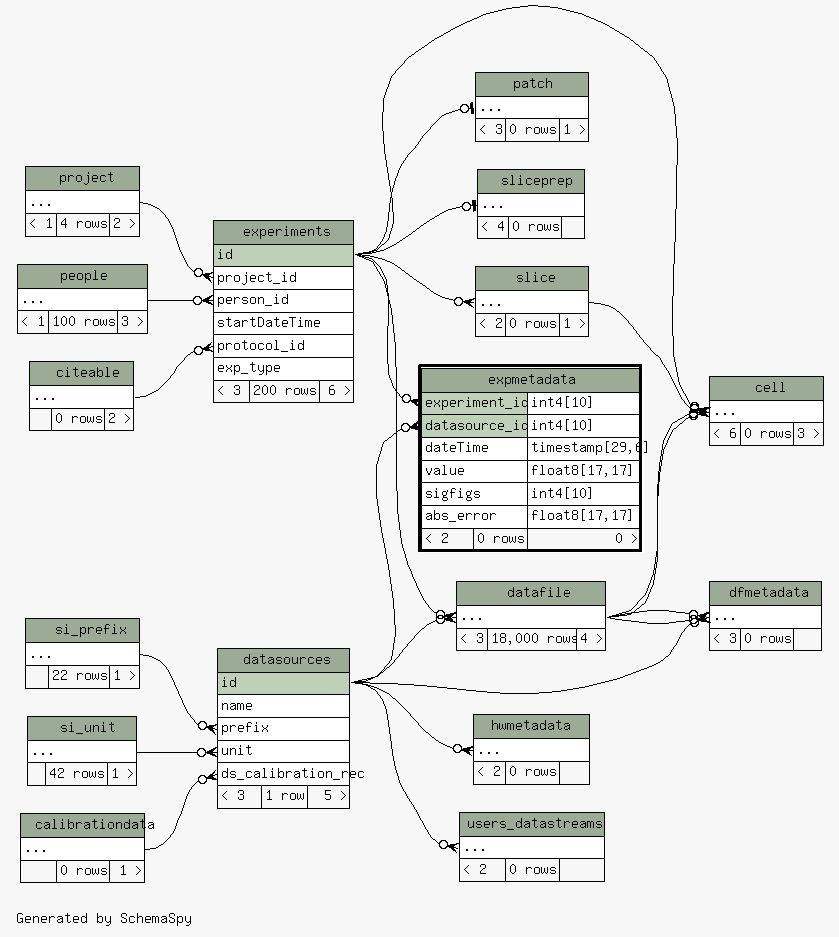 patch
...
< 3 0 rows 1 >
project
...
< 1 4 rows 2 >
sliceprep
...
< 4 0 rows
experiments
id
project_id
person_id
startDateTime
protocol_id
exp_type
< 3 200 rows 6 >
people
...
< 1 100 rows 3 >
slice
...
< 2 0 rows 1 >
citeable
...
0 rows 2 >
expmetadata
experiment_id int4[10]
datasource_id int4[10]
dateTime timestamp[29,6]
value float8[17,17]
sigfigs int4[10]
abs_error float8[17,17]
< 2 0 rows 0 >
cell
...
< 6 0 rows 3 >
datafile
...
< 3 18,000 rows 4 >
dfmetadata
...
< 3 0 rows
si_prefix
...
22 rows 1 >
datasources
id
name
prefix
unit
ds_calibration_rec
< 3 1 row 5 >
si_unit
...
42 rows 1 >
hwmetadata
...
< 2 0 rows
calibrationdata
...
0 rows 1 >
users_datastreams
...
< 2 0 rows
Generated by SchemaSpy